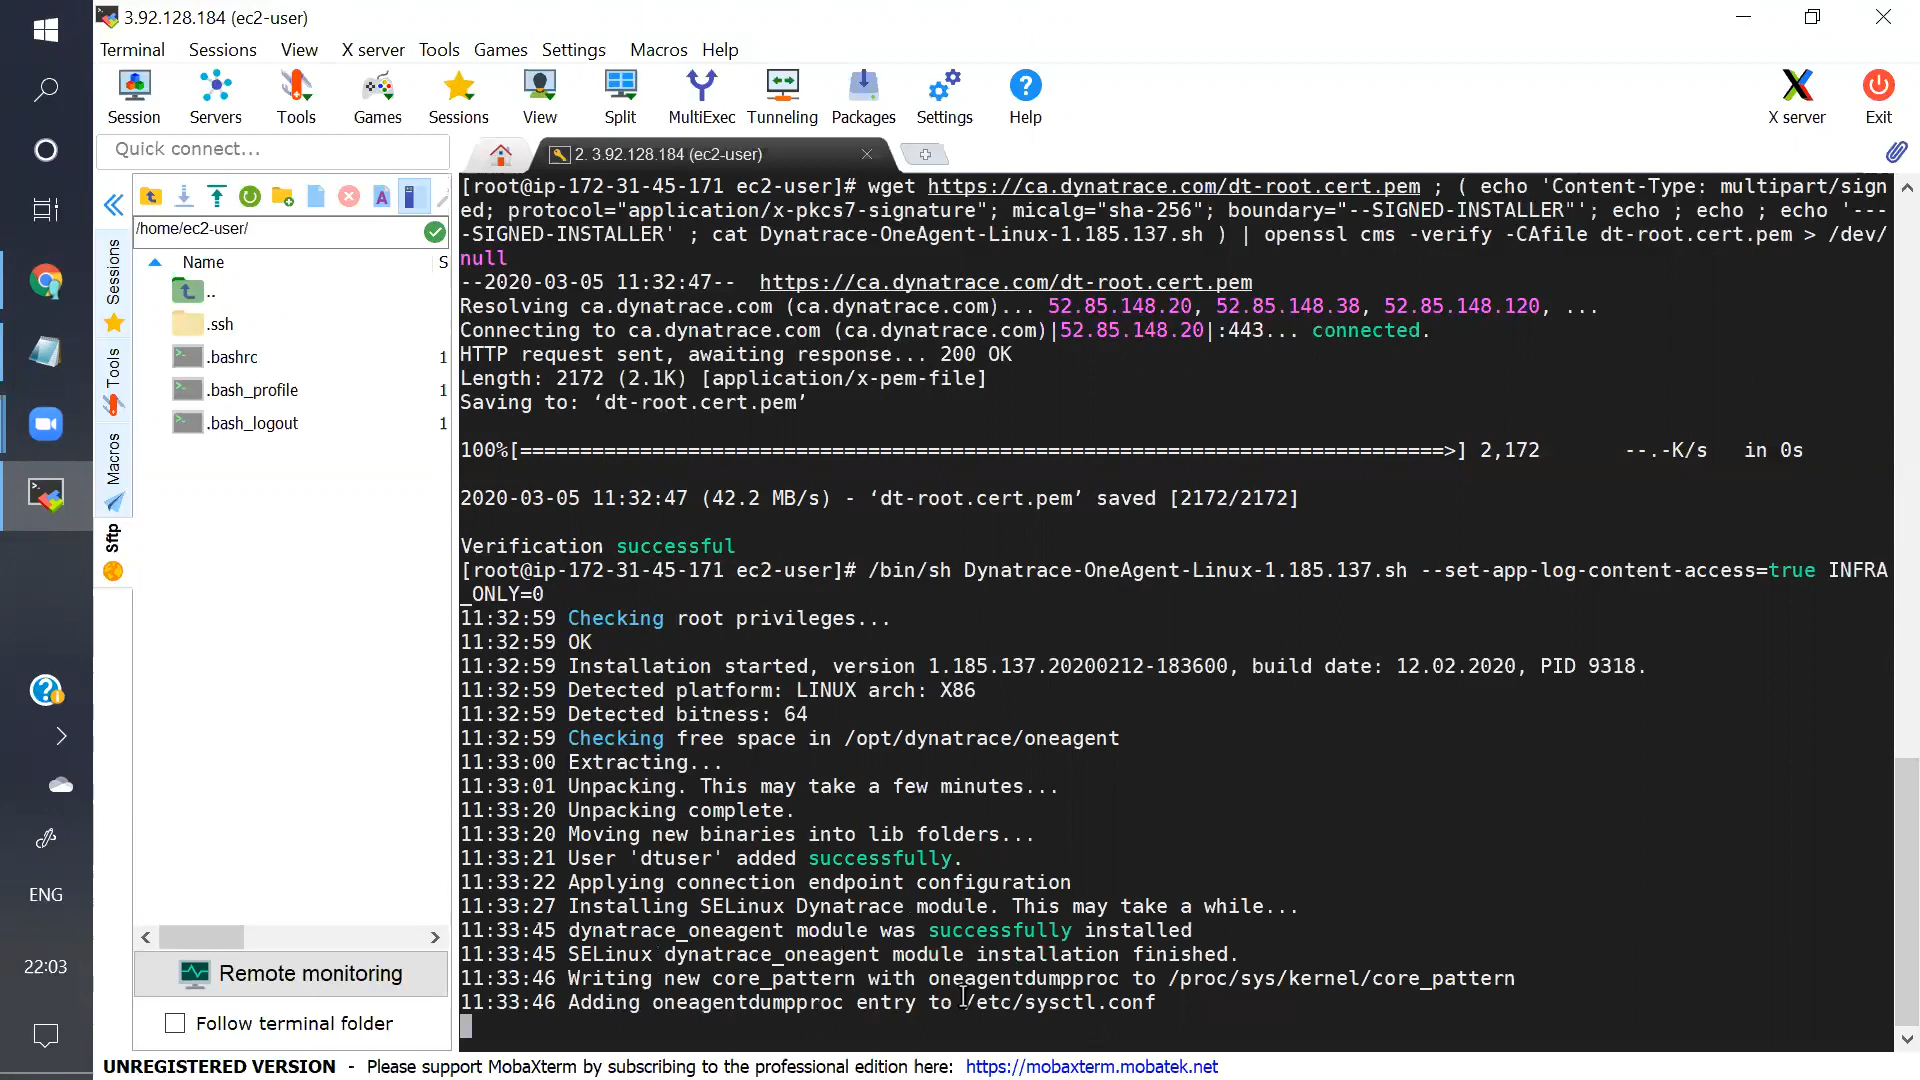 3.92.128.184 (ec2-user)
Terminal Sessions View X server Tools Games Settings Macros Help
Session Servers Tools Games Sessions View Split MultiExec Tunneling Packages Settings Help X server Exit
Quick connect...
2. 3.92.128.184 (ec2-user)
/home/ec2-user/
Name S
..
.ssh
.bashrc 1
.bash_profile 1
.bash_logout 1
Sessions
Tools
Macros
Sftp
Remote monitoring
Follow terminal folder
[root@ip-172-31-45-171 ec2-user]# wget https://ca.dynatrace.com/dt-root.cert.pem ; ( echo 'Content-Type: multipart/sign
ed; protocol="application/x-pkcs7-signature"; micalg="sha-256"; boundary="--SIGNED-INSTALLER"'; echo ; echo ; echo '---
-SIGNED-INSTALLER' ; cat Dynatrace-OneAgent-Linux-1.185.137.sh ) | openssl cms -verify -CAfile dt-root.cert.pem > /dev/
null
--2020-03-05 11:32:47-- https://ca.dynatrace.com/dt-root.cert.pem
Resolving ca.dynatrace.com (ca.dynatrace.com)... 52.85.148.20, 52.85.148.38, 52.85.148.120, ...
Connecting to ca.dynatrace.com (ca.dynatrace.com)|52.85.148.20|:443... connected.
HTTP request sent, awaiting response... 200 OK
Length: 2172 (2.1K) [application/x-pem-file]
Saving to: ‘dt-root.cert.pem’
100%[=============================================================================>] 2,172 --.-K/s in 0s
2020-03-05 11:32:47 (42.2 MB/s) - ‘dt-root.cert.pem’ saved [2172/2172]
Verification successful
[root@ip-172-31-45-171 ec2-user]# /bin/sh Dynatrace-OneAgent-Linux-1.185.137.sh --set-app-log-content-access=true INFRA
_ONLY=0
11:32:59 Checking root privileges...
11:32:59 OK
11:32:59 Installation started, version 1.185.137.20200212-183600, build date: 12.02.2020, PID 9318.
11:32:59 Detected platform: LINUX arch: X86
11:32:59 Detected bitness: 64
11:32:59 Checking free space in /opt/dynatrace/oneagent
11:33:00 Extracting...
11:33:01 Unpacking. This may take a few minutes...
11:33:20 Unpacking complete.
11:33:20 Moving new binaries into lib folders...
11:33:21 User 'dtuser' added successfully.
11:33:22 Applying connection endpoint configuration
11:33:27 Installing SELinux Dynatrace module. This may take a while...
11:33:45 dynatrace_oneagent module was successfully installed
11:33:45 SELinux dynatrace_oneagent module installation finished.
11:33:46 Writing new core_pattern with oneagentdumpproc to /proc/sys/kernel/core_pattern
11:33:46 Adding oneagentdumpproc entry to /etc/sysctl.conf
UNREGISTERED VERSION - Please support MobaXterm by subscribing to the professional edition here: https://mobaxterm.mobatek.net
ENG
22:03